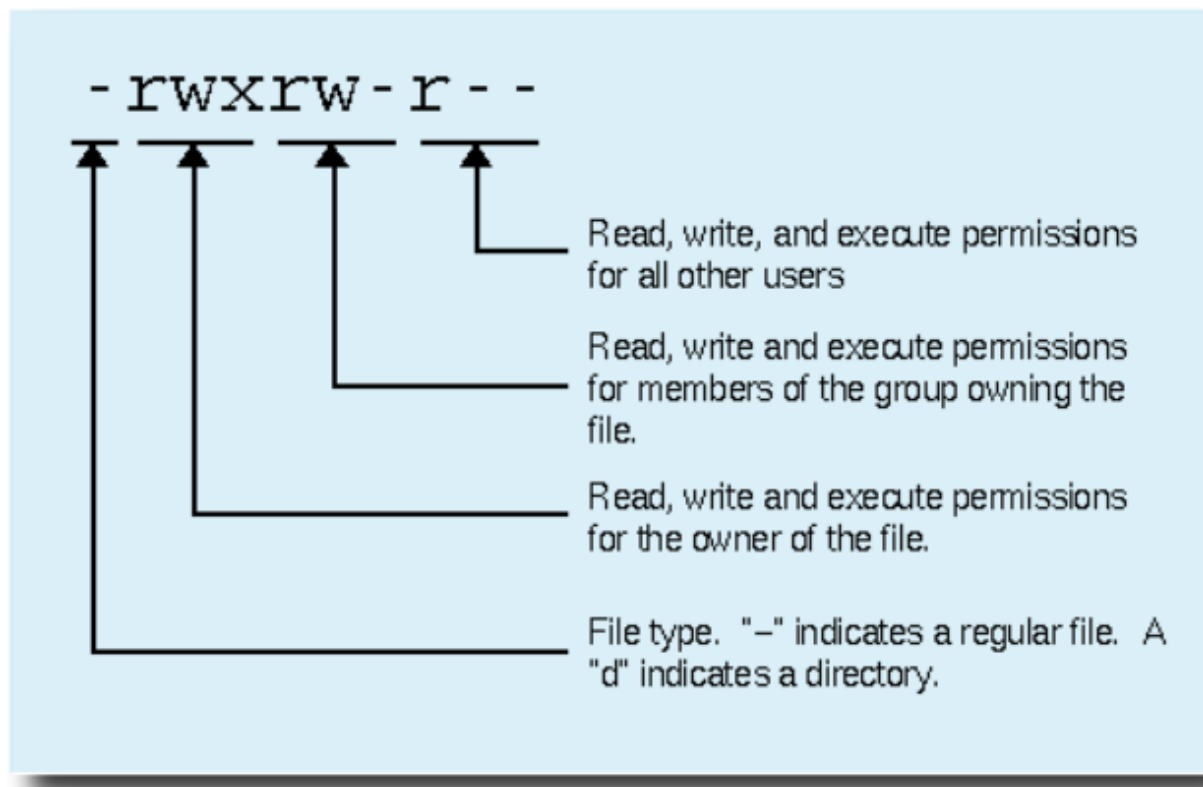 -rwxrw-r--
Read, write, and execute permissions
for all other users
Read, write and execute permissions
for members of the group owning the
file.
Read, write and execute permissions
for the owner of the file.
File type. "–" indicates a regular file. A
"d" indicates a directory.